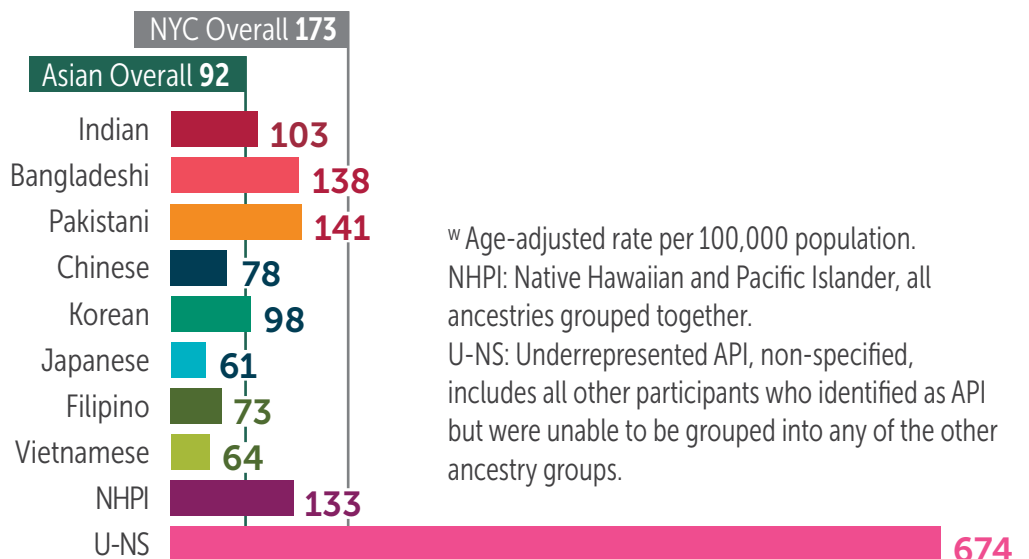 NYC Overall 173
Asian Overall 92
Indian 103
Bangladeshi 138
Pakistani 141
Chinese 78
Korean 98
Japanese 61
Filipino 73
Vietnamese 64
NHPI 133
U-NS 674
ʷ Age-adjusted rate per 100,000 population.
NHPI: Native Hawaiian and Pacific Islander, all
ancestries grouped together.
U-NS: Underrepresented API, non-specified,
includes all other participants who identified as API
but were unable to be grouped into any of the other
ancestry groups.